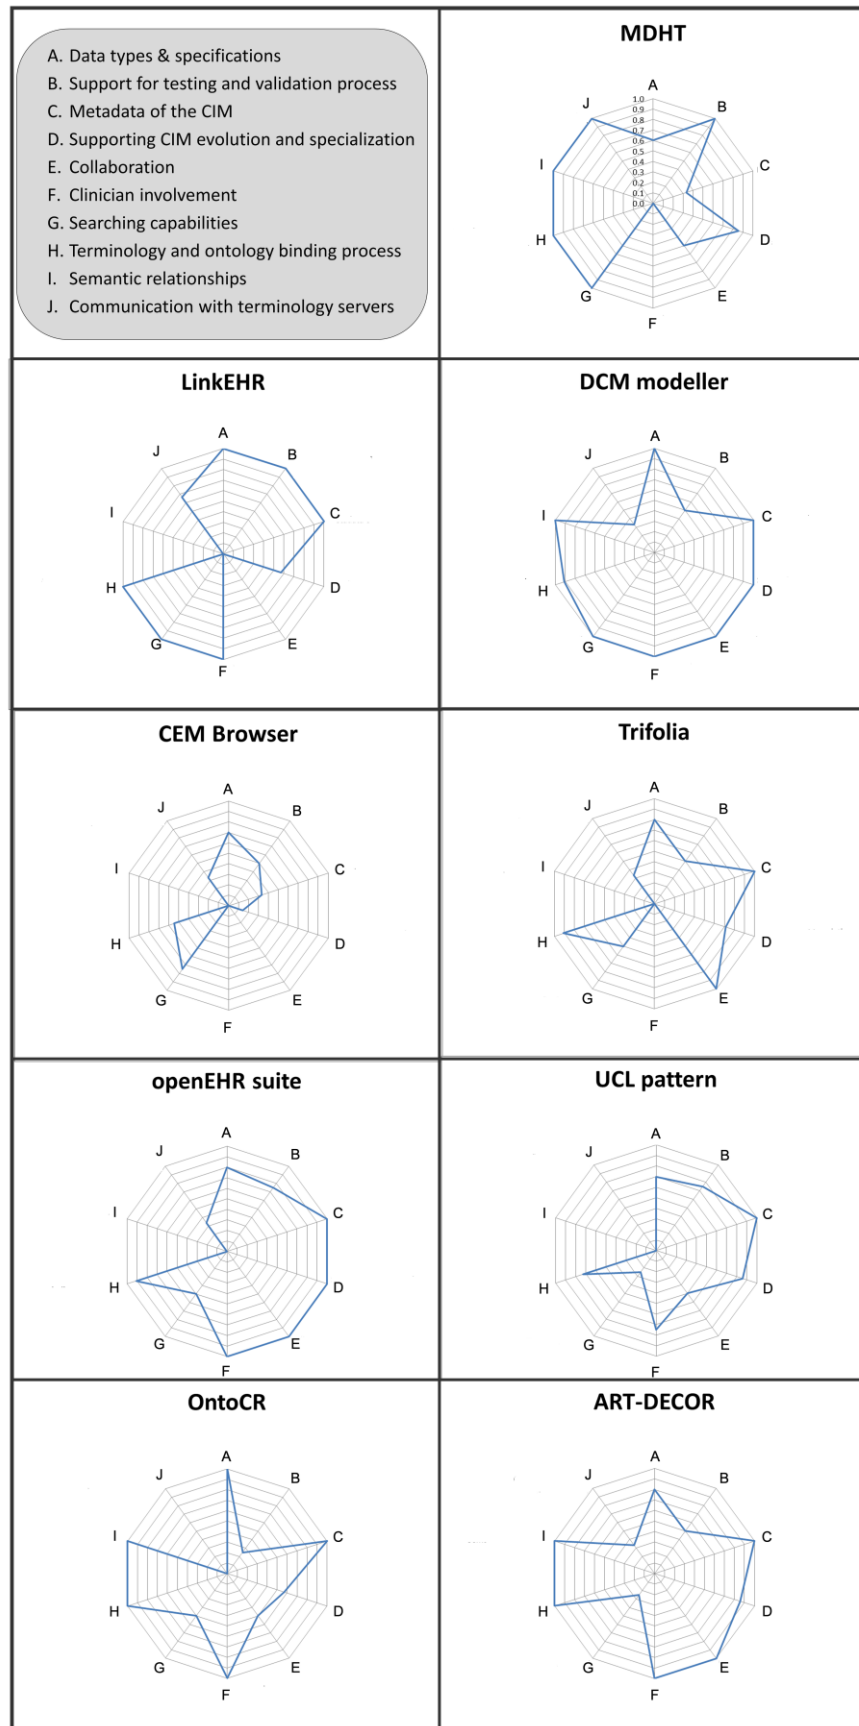 A. Data types & specifications
B. Support for testing and validation process
C. Metadata of the CIM
D. Supporting CIM evolution and specialization
E. Collaboration
F. Clinician involvement
G. Searching capabilities
H. Terminology and ontology binding process
I. Semantic relationships
J. Communication with terminology servers
MDHT
A
B
C
D
E
F
G
H
I
J
1.0
0.9
0.8
0.7
0.6
0.5
0.4
0.3
0.2
0.1
0.0
LinkEHR
A
B
C
D
E
F
G
H
I
J
DCM modeller
A
B
C
D
E
F
G
H
I
J
CEM Browser
A
B
C
D
E
F
G
H
I
J
Trifolia
A
B
C
D
E
F
G
H
I
J
openEHR suite
A
B
C
D
E
F
G
H
I
J
UCL pattern
A
B
C
D
E
F
G
H
I
J
OntoCR
A
B
C
D
E
F
G
H
I
J
ART-DECOR
A
B
C
D
E
F
G
H
I
J